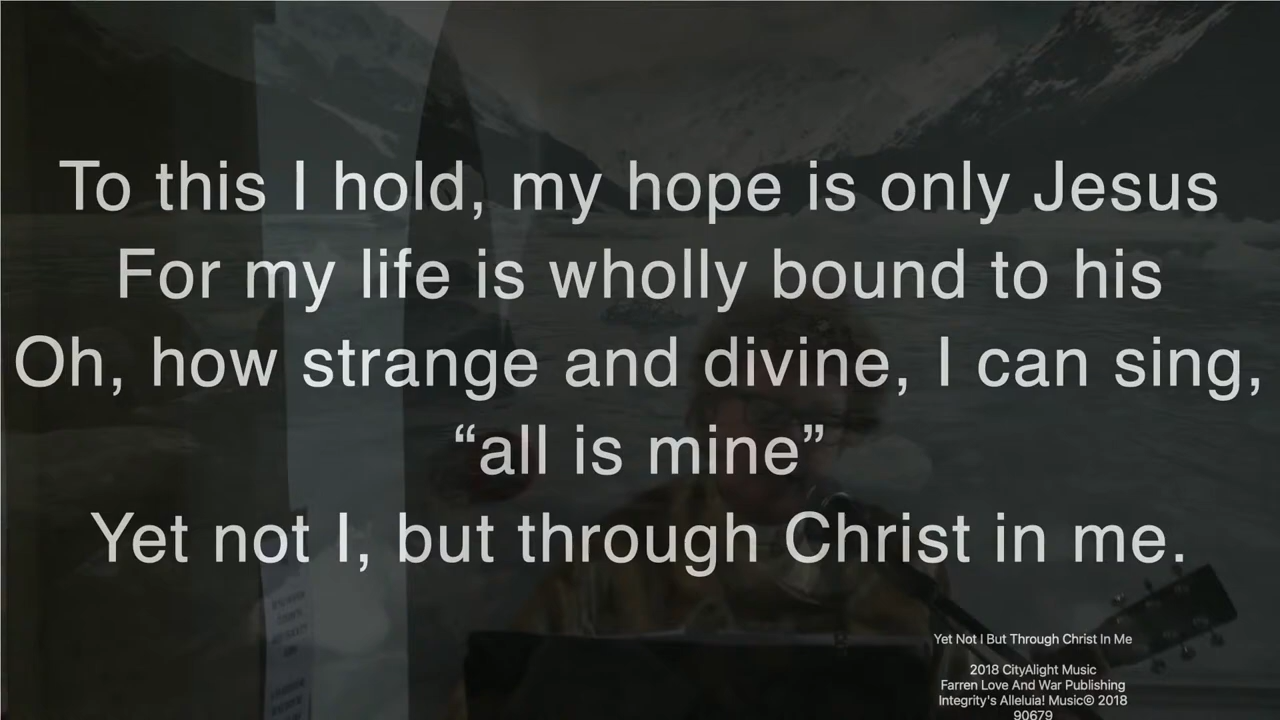 To this I hold, my hope is only Jesus
For my life is wholly bound to his
Oh, how strange and divine, I can sing,
“all is mine”
Yet not I, but through Christ in me.
Yet Not I But Through Christ In Me
2018 CityAlight Music
Farren Love And War Publishing
Integrity's Alleluia! Music© 2018
90679